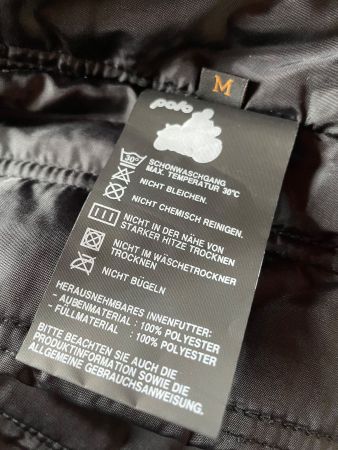 M
polo
30°
SCHONWASCHGANG
MAX. TEMPERATUR 30°C
NICHT BLEICHEN.
NICHT CHEMISCH REINIGEN.
NICHT IN DER NÄHE VON
STARKER HITZE TROCKNEN
NICHT IM WÄSCHETROCKNER
TROCKNEN
NICHT BÜGELN
HERAUSNEHMBARES INNENFUTTER:
- AUßENMATERIAL : 100% POLYESTER
- FÜLLMATERIAL : 100% POLYESTER
BITTE BEACHTEN SIE AUCH DIE
PRODUKTINFORMATION SOWIE DIE
ALLGEMEINE GEBRAUCHSANWEISUNG.